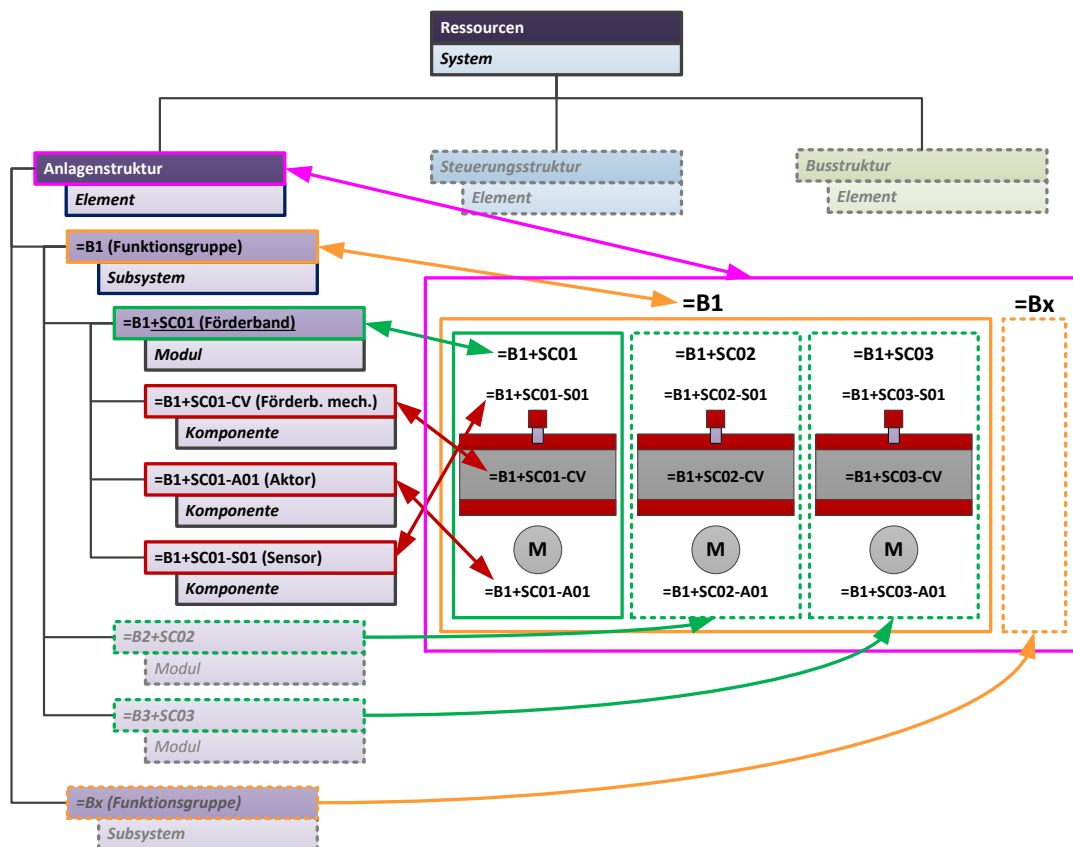 Ressourcen
System
Anlagenstruktur
Element
Steuerungsstruktur
Element
Busstruktur
Element
=B1 (Funktionsgruppe)
Subsystem
=B1+SC01 (Förderband)
Modul
=B1+SC01-CV (Förderb. mech.)
Komponente
=B1+SC01-A01 (Aktor)
Komponente
=B1+SC01-S01 (Sensor)
Komponente
=B2+SC02
Modul
=B3+SC03
Modul
=Bx (Funktionsgruppe)
Subsystem
=B1
=Bx
=B1+SC01
=B1+SC02
=B1+SC03
=B1+SC01-S01
=B1+SC02-S01
=B1+SC03-S01
=B1+SC01-CV
=B1+SC02-CV
=B1+SC03-CV
M
M
M
=B1+SC01-A01
=B1+SC02-A01
=B1+SC03-A01